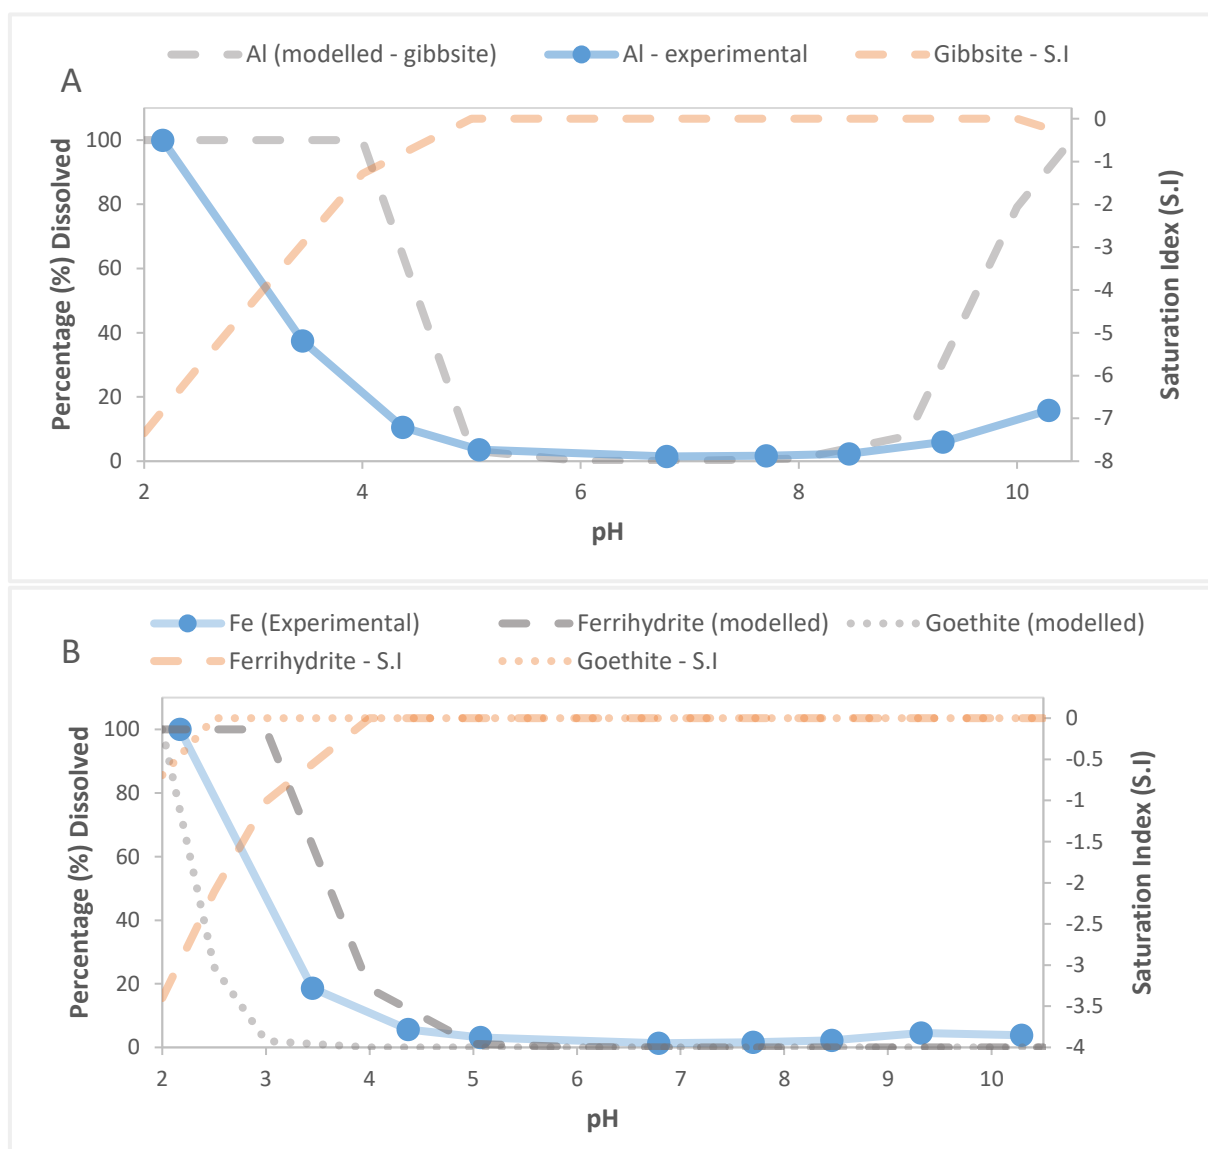 Al (modelled - gibbsite) Al - experimental Gibbsite - S.I
A
Percentage (%) Dissolved
100
80
60
40
20
0
0
-1
-2
-3
-4
-5
-6
-7
-8
Saturation Idex (S.I)
2 4 6 8 10
pH
Fe (Experimental) Ferrihydrite (modelled) Goethite (modelled)
Ferrihydrite - S.I Goethite - S.I
B
Percentage (%) Dissolved
100
80
60
40
20
0
0
-0.5
-1
-1.5
-2
-2.5
-3
-3.5
-4
Saturation Index (S.I)
2 3 4 5 6 7 8 9 10
pH